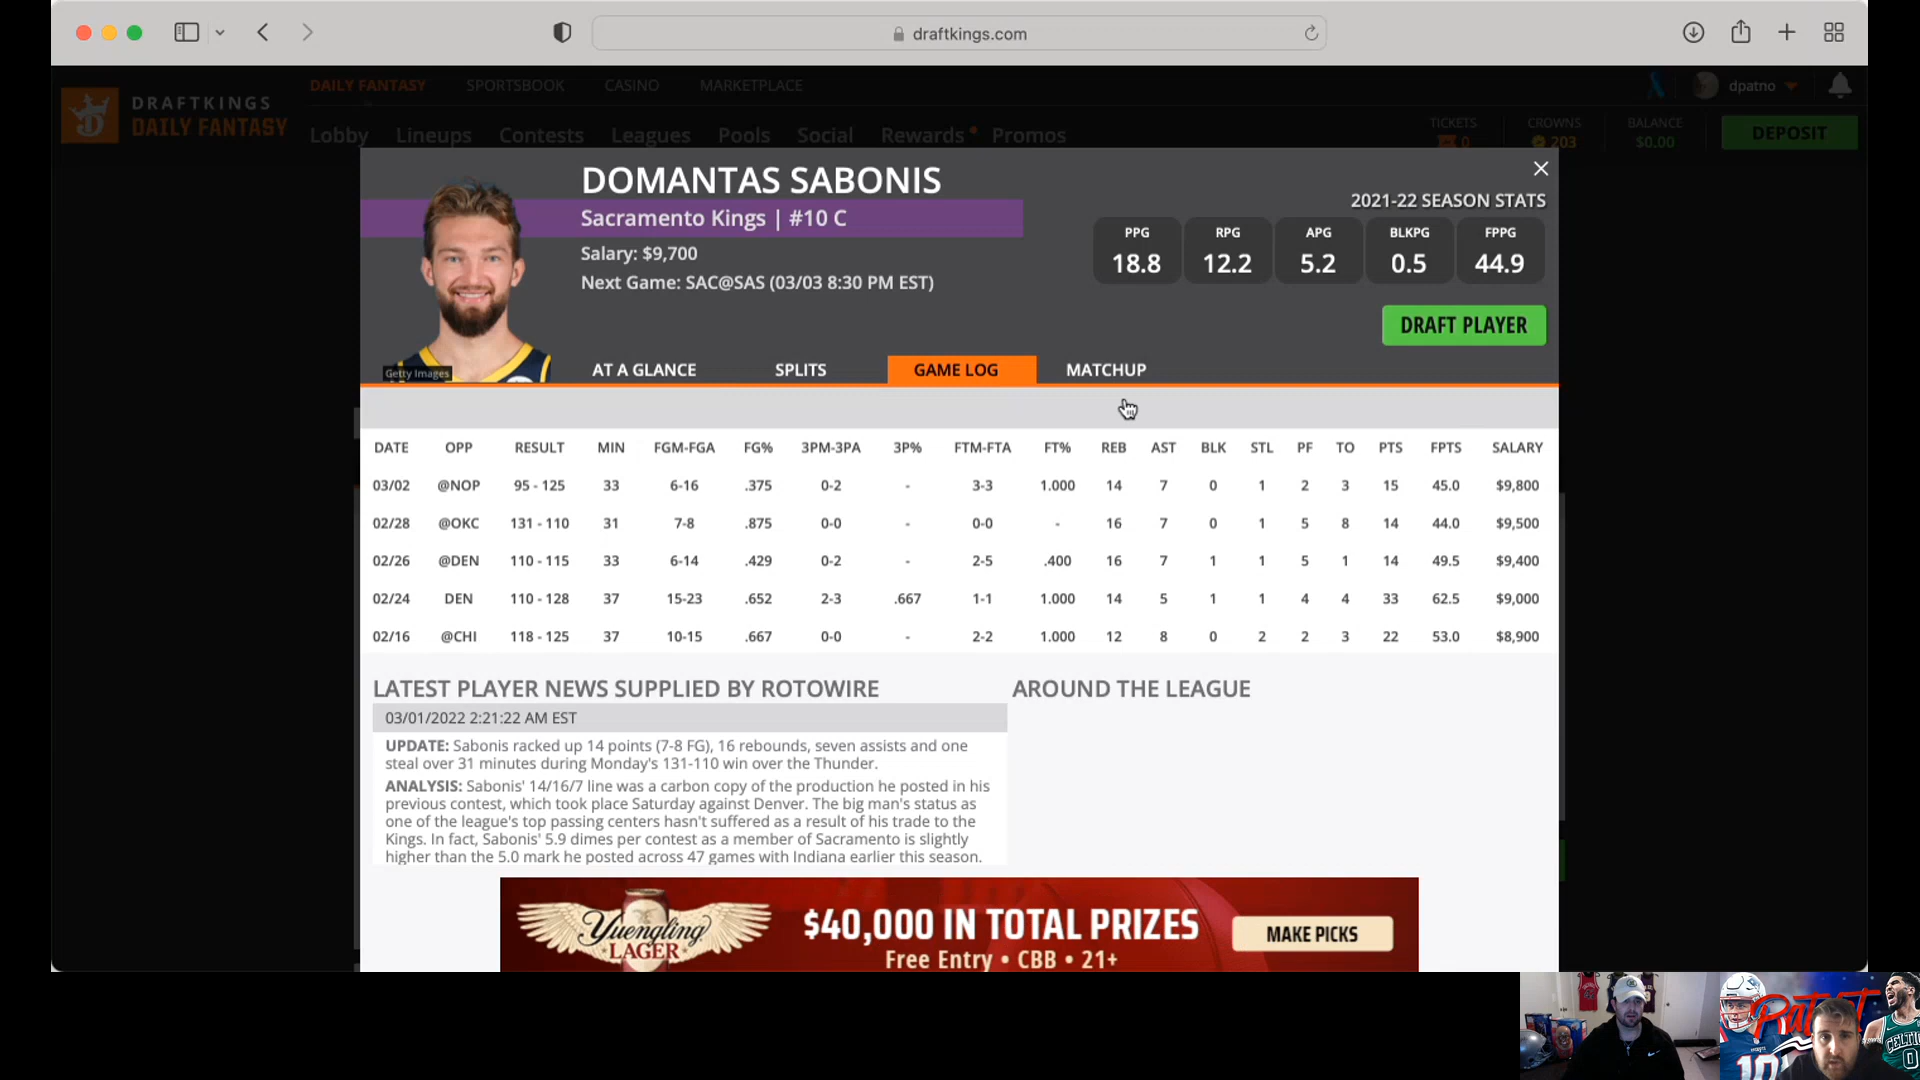 draftkings.com
DRAFTKINGS
DAILY FANTASY
DAILY FANTASY SPORTSBOOK CASINO MARKETPLACE
dpatno
Lobby Lineups Contests Leagues Pools Social Rewards Promos
TICKETS CROWNS BALANCE
0 203 $0.00
DEPOSIT
DOMANTAS SABONIS
Sacramento Kings | #10 C
Salary: $9,700
Next Game: SAC@SAS (03/03 8:30 PM EST)
Getty Images
2021-22 SEASON STATS
PPG RPG APG BLKPG FPPG
18.8 12.2 5.2 0.5 44.9
DRAFT PLAYER
AT A GLANCE SPLITS GAME LOG MATCHUP
DATE OPP RESULT MIN FGM-FGA FG% 3PM-3PA 3P% FTM-FTA FT% REB AST BLK STL PF TO PTS FPTS SALARY
03/02 @NOP 95 - 125 33 6-16 .375 0-2 - 3-3 1.000 14 7 0 1 2 3 15 45.0 $9,800
02/28 @OKC 131 - 110 31 7-8 .875 0-0 - 0-0 - 16 7 0 1 5 8 14 44.0 $9,500
02/26 @DEN 110 - 115 33 6-14 .429 0-2 - 2-5 .400 16 7 1 1 5 1 14 49.5 $9,400
02/24 DEN 110 - 128 37 15-23 .652 2-3 .667 1-1 1.000 14 5 1 1 4 4 33 62.5 $9,000
02/16 @CHI 118 - 125 37 10-15 .667 0-0 - 2-2 1.000 12 8 0 2 2 3 22 53.0 $8,900
LATEST PLAYER NEWS SUPPLIED BY ROTOWIRE
03/01/2022 2:21:22 AM EST
UPDATE: Sabonis racked up 14 points (7-8 FG), 16 rebounds, seven assists and one
steal over 31 minutes during Monday's 131-110 win over the Thunder.
ANALYSIS: Sabonis' 14/16/7 line was a carbon copy of the production he posted in his
previous contest, which took place Saturday against Denver. The big man's status as
one of the league's top passing centers hasn't suffered as a result of his trade to the
Kings. In fact, Sabonis' 5.9 dimes per contest as a member of Sacramento is slightly
higher than the 5.0 mark he posted across 47 games with Indiana earlier this season.
AROUND THE LEAGUE
Yuengling
LAGER
$40,000 IN TOTAL PRIZES
Free Entry • CBB • 21+
MAKE PICKS
CELTICS
0
10